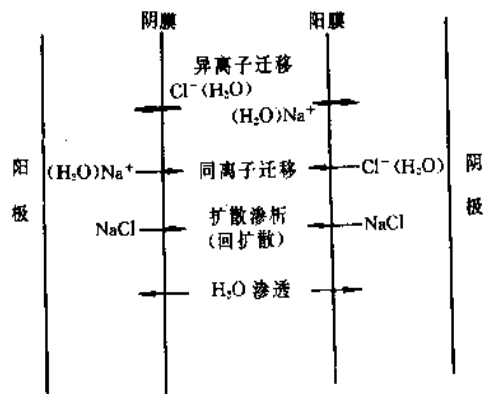 阴膜 阳膜
异离子迁移
Cl⁻(H₂O)
(H₂O)Na⁺
阳极 (H₂O)Na⁺ 同离子迁移 Cl⁻(H₂O) 阴极
NaCl 扩散渗析 NaCl
(回扩散)
H₂O 渗透